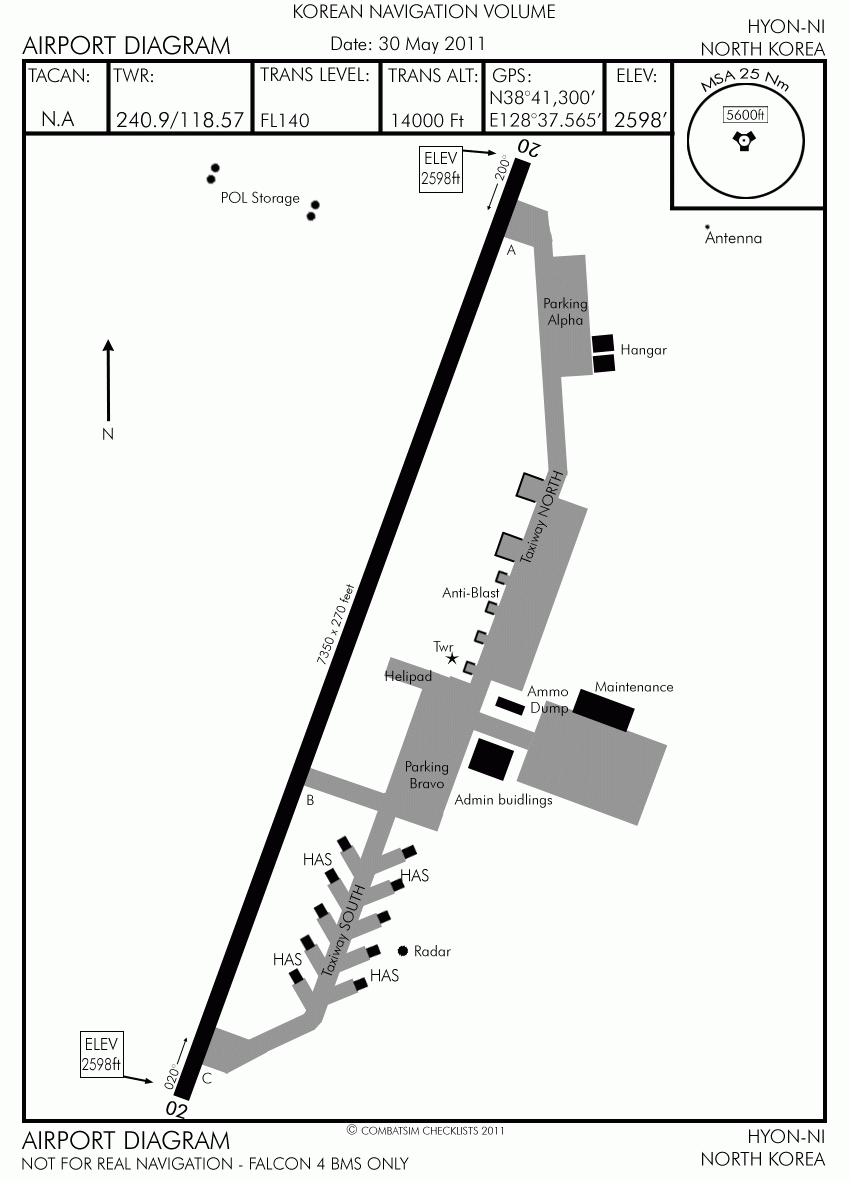 KOREAN NAVIGATION VOLUME
AIRPORT DIAGRAM
Date: 30 May 2011
HYON-NI
NORTH KOREA
TACAN:
N.A
TWR:
240.9/118.57
TRANS LEVEL:
FL140
TRANS ALT:
14000 Ft
GPS:
N38°41,300'
E128°37.565'
ELEV:
2598'
MSA 25 Nm
5600ft
ELEV
2598ft
20
200°
POL Storage
Antenna
A
Parking
Alpha
Hangar
N
Taxiway NORTH
Anti-Blast
7350 x 270 feet
Twr
Helipad
Ammo
Dump
Maintenance
Parking
Bravo
B
Admin buidlings
HAS
HAS
Taxiway SOUTH
Radar
HAS
HAS
ELEV
2598ft
020°
C
02
© COMBATSIM CHECKLISTS 2011
AIRPORT DIAGRAM
NOT FOR REAL NAVIGATION - FALCON 4 BMS ONLY
HYON-NI
NORTH KOREA